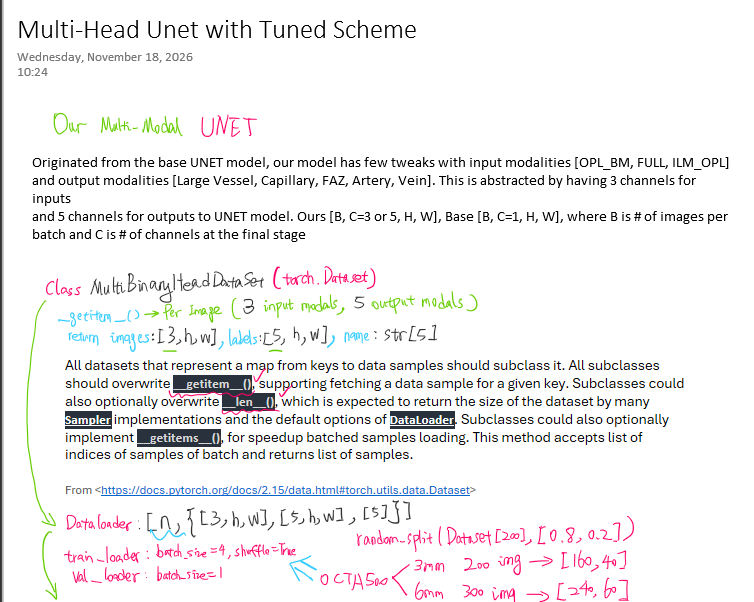 Multi-Head Unet with Tuned Scheme
Wednesday, November 18, 2026
10:24
Our Multi-Modal UNET
Originated from the base UNET model, our model has few tweaks with input modalities [OPL_BM, FULL, ILM_OPL]
and output modalities [Large Vessel, Capillary, FAZ, Artery, Vein]. This is abstracted by having 3 channels for
inputs
and 5 channels for outputs to UNET model. Ours [B, C=3 or 5, H, W], Base [B, C=1, H, W], where B is # of images per
batch and C is # of channels at the final stage
Class MultiBinaryHeadDataSet (torch.Dataset)
_getitem_() → Per Image ( 3 input modals, 5 output modals )
return images:[3,h,w], labels:[5, h, w], name : str[5]
All datasets that represent a map from keys to data samples should subclass it. All subclasses
should overwrite __getitem__(), supporting fetching a data sample for a given key. Subclasses could
also optionally overwrite __len__(), which is expected to return the size of the dataset by many
Sampler implementations and the default options of DataLoader. Subclasses could also optionally
implement __getitems__(), for speedup batched samples loading. This method accepts list of
indices of samples of batch and returns list of samples.
From <https://docs.pytorch.org/docs/2.15/data.html#torch.utils.data.Dataset>
Dataloader : [n, {[3,h,w], [5,h,w], [5]}]
random_split (Dataset[200], [0.8, 0.2])
train_loader : batch_size=4, shuffle=True
Val_loader : batch_size=1
OCTA500 < 3mm 200 img → [160, 40]
6mm 300 img → [240, 60]